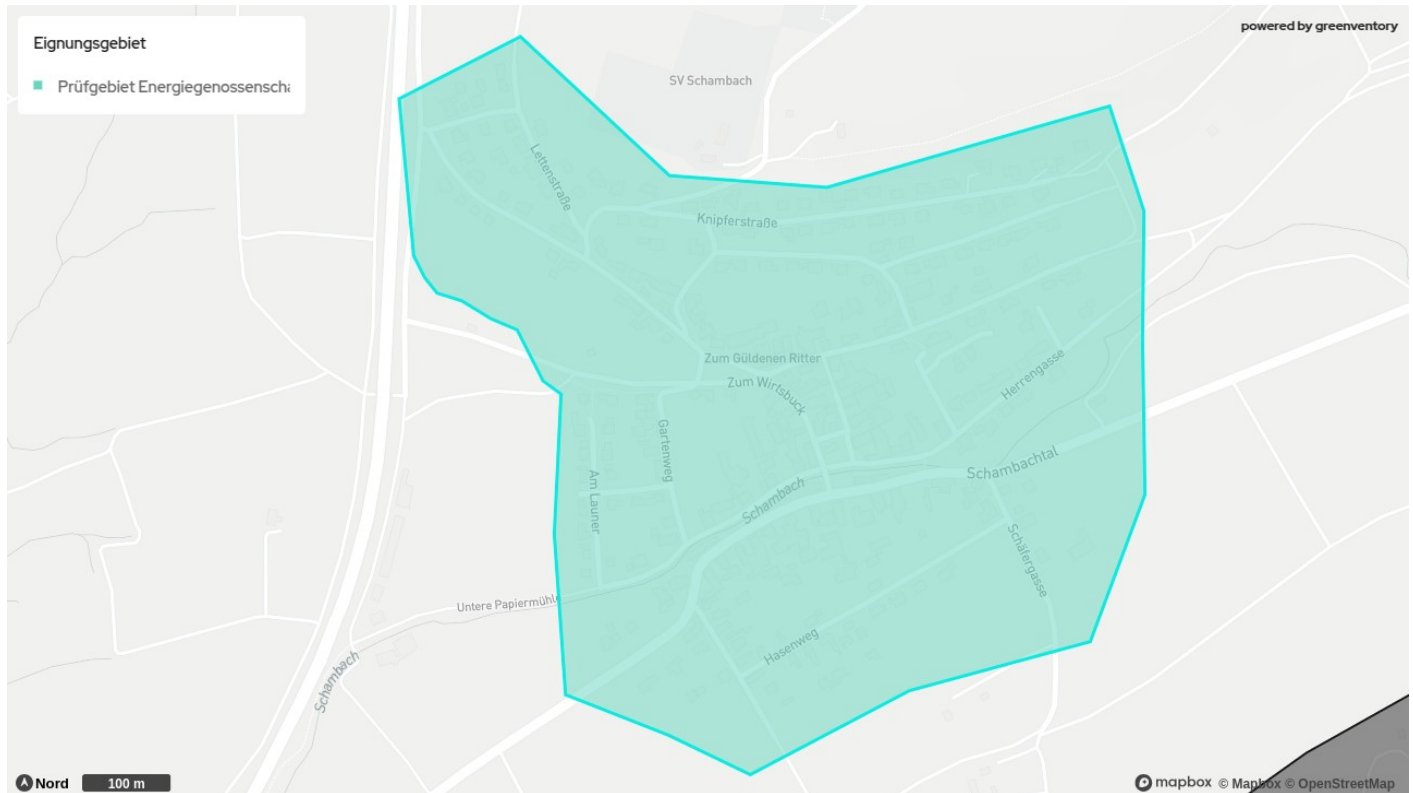 Eignungsgebiet
Prüfgebiet Energiegenossensch
powered by greenventory
SV Schambach
Lettenstraße
Knipferstraße
Zum Güldenen Ritter
Zum Wirtsbuck
Herrengasse
Gartenweg
Am Launer
Schambach
Schambachtal
Schäfergasse
Untere Papiermühle
Hasenweg
Schambach
Nord
100 m
mapbox © Mapbox © OpenStreetMap